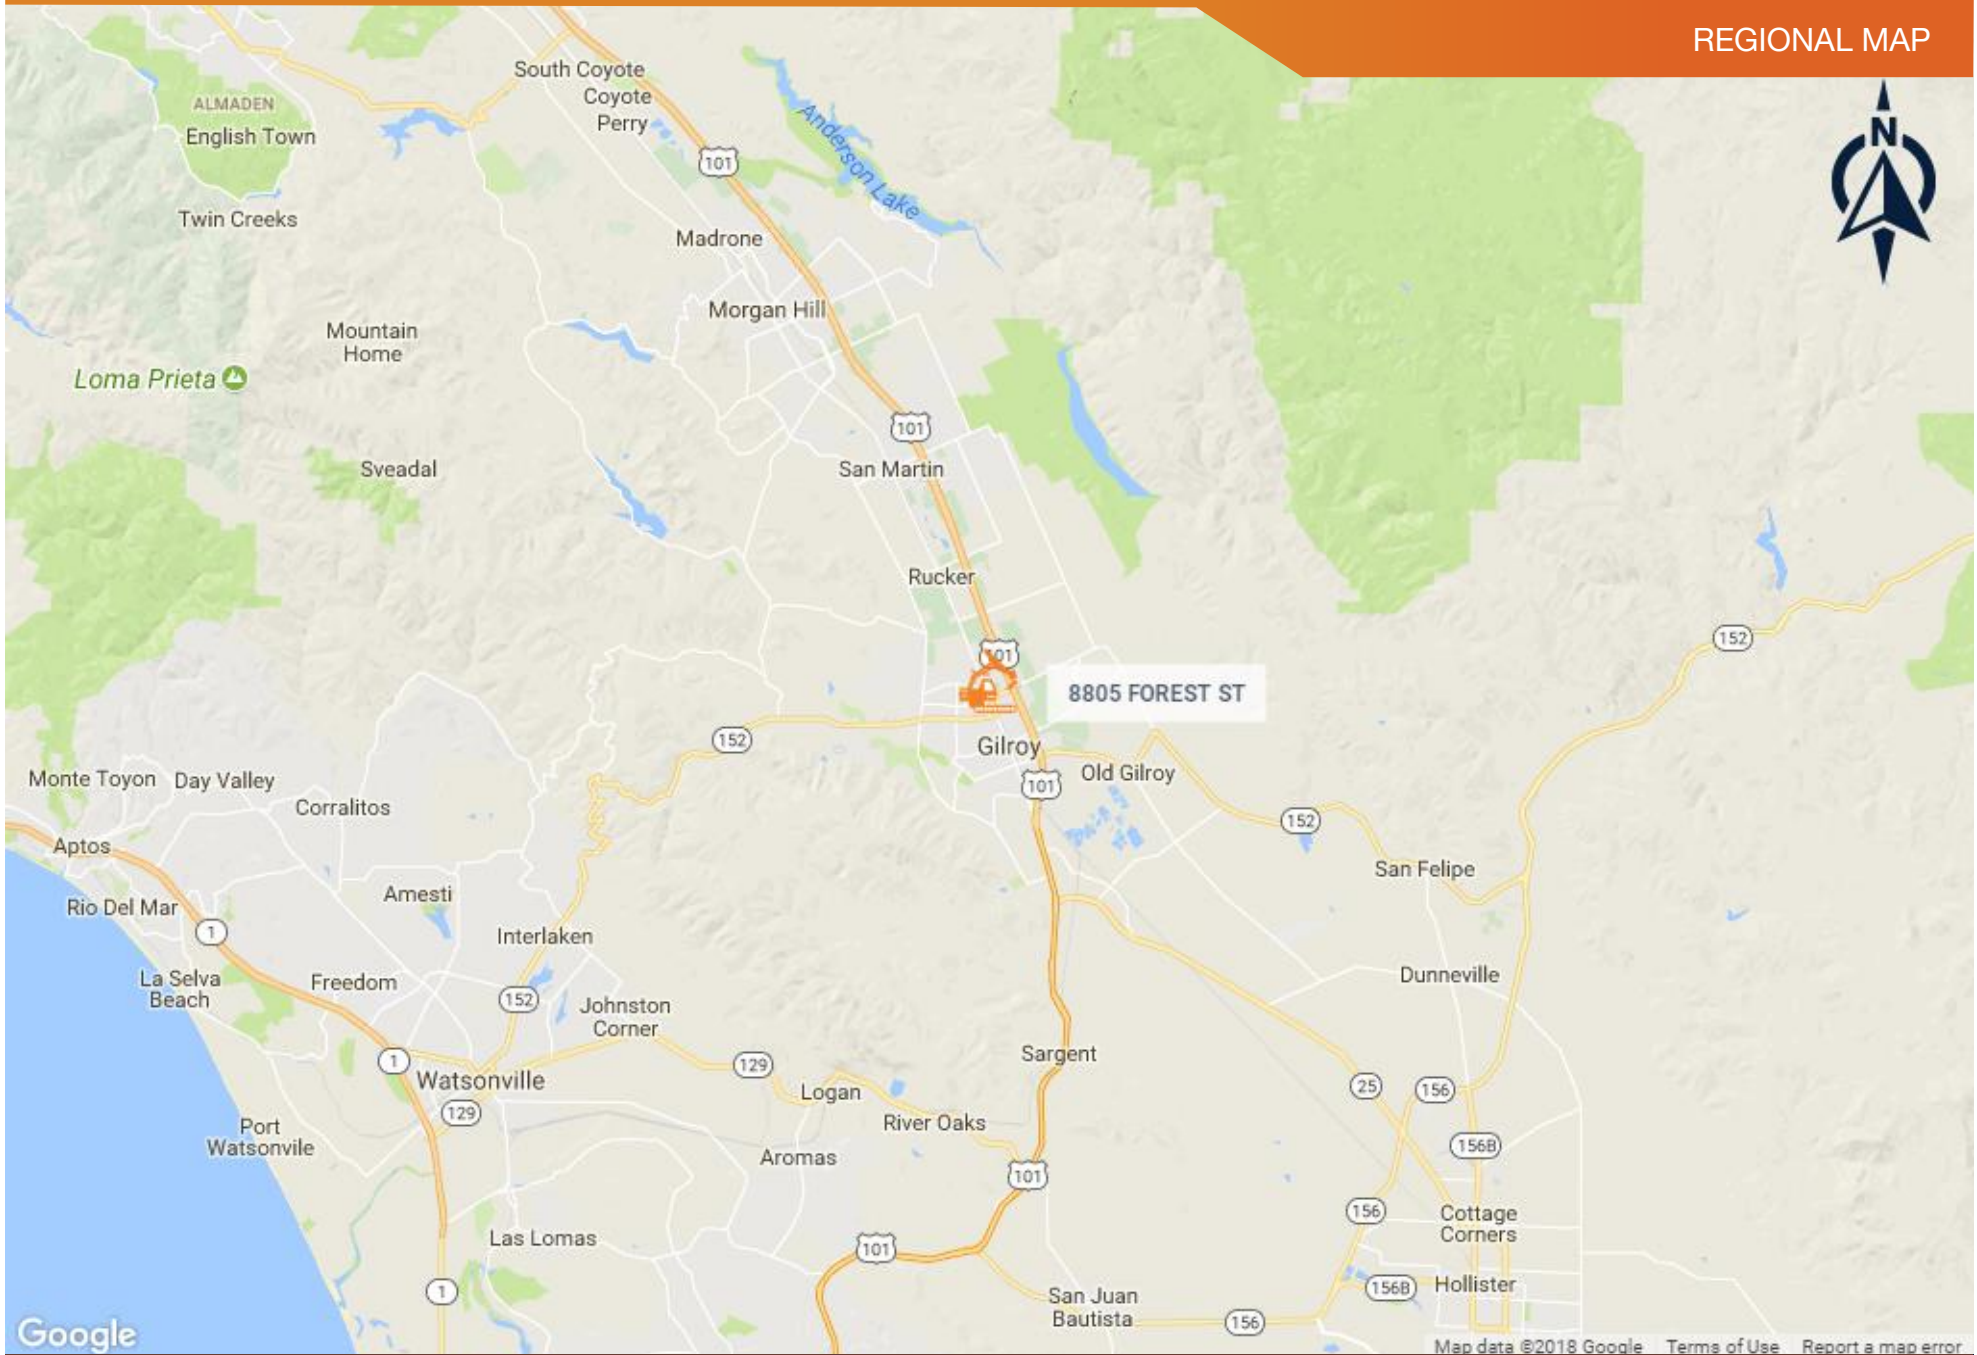 REGIONAL MAP
N
South Coyote
Coyote
Perry
ALMADEN
English Town
101
Anderson Lake
Twin Creeks
Madrone
Morgan Hill
Mountain
Home
Loma Prieta
101
Sveadal
San Martin
Rucker
152
101
8805 FOREST ST
152
Gilroy
Old Gilroy
101
Monte Toyon
Day Valley
Corralitos
152
Aptos
San Felipe
Amesti
Rio Del Mar
1
Interlaken
La Selva
Beach
Freedom
Dunneville
152
Johnston
Corner
Sargent
1
129
Watsonville
25
156
Logan
129
River Oaks
Port
Watsonvile
156B
Aromas
101
156
Cottage
Corners
Las Lomas
101
1
156B
Hollister
San Juan
Bautista
156
Google
Map data ©2018 Google
Terms of Use
Report a map error